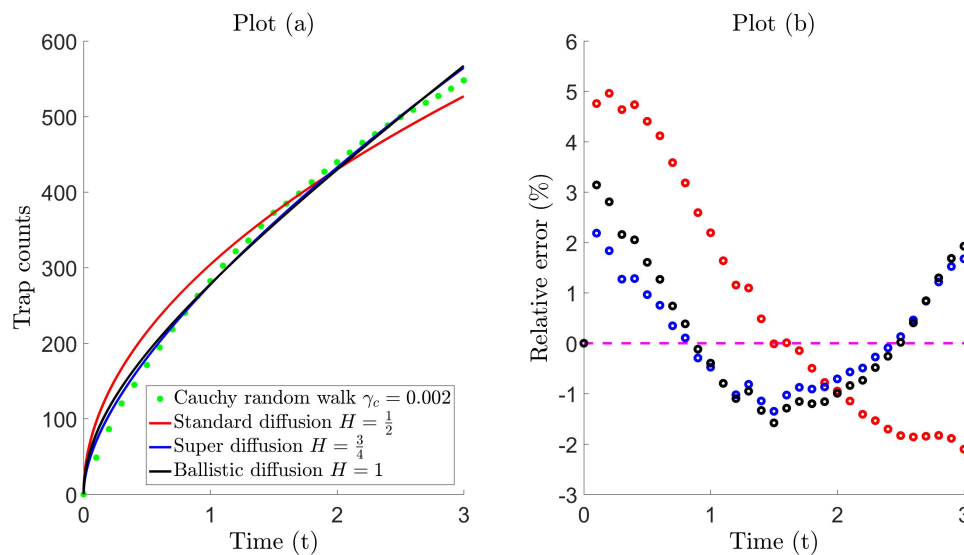 Plot (a)
Trap counts
600
500
400
300
200
100
0
0
1
2
3
Time (t)
Cauchy random walk γ_c = 0.002
Standard diffusion H = 1/2
Super diffusion H = 3/4
Ballistic diffusion H = 1
Plot (b)
Relative error (%)
6
5
4
3
2
1
0
-1
-2
-3
0
1
2
3
Time (t)